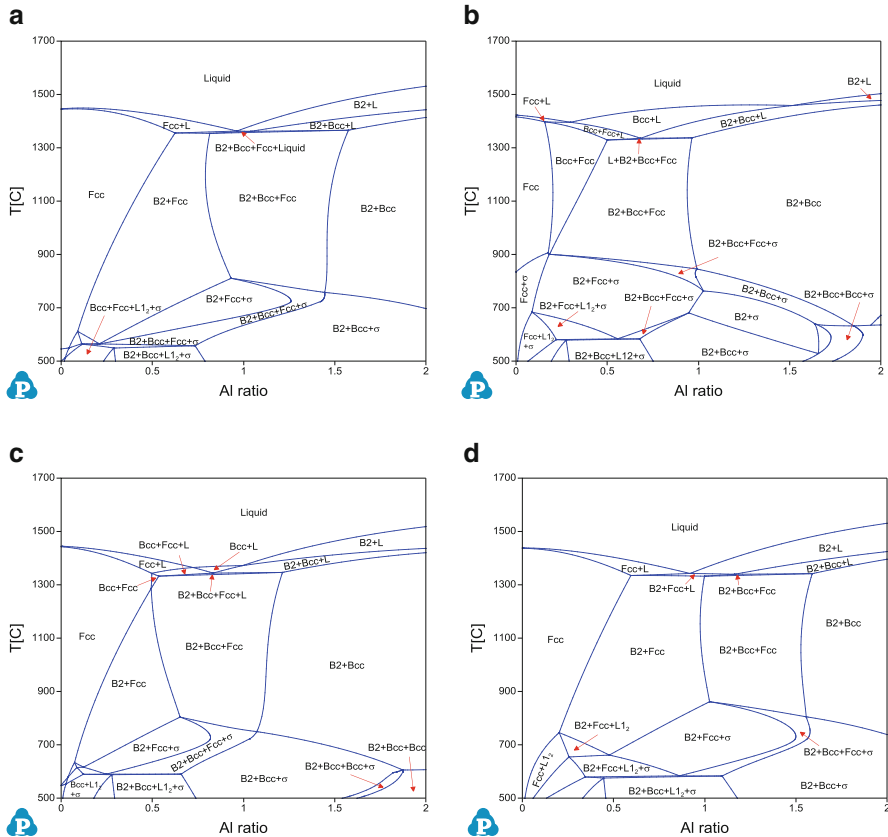 a
1700
1500
1300
1100
900
700
500
T[C]
Liquid
Fcc+L
B2+L
B2+Bcc+L
B2+Bcc+Fcc+Liquid
Fcc
B2+Fcc
B2+Bcc+Fcc
B2+Bcc
Bcc+Fcc+L1₂+σ
B2+Fcc+σ
B2+Bcc+Fcc+σ
B2+Bcc+σ
B2+Bcc+Fcc+σ
B2+Bcc+L1₂+σ
0 0.5 1 1.5 2
Al ratio
P
b
1700
1500
1300
1100
900
700
500
T[C]
Liquid
B2+L
Fcc+L
Bcc+L
B2+Bcc+L
Bcc+Fcc+L
Bcc+Fcc
L+B2+Bcc+Fcc
Fcc
B2+Bcc+Fcc
B2+Bcc
B2+Bcc+Fcc+σ
Fcc+σ
B2+Fcc+σ
B2+Bcc+σ
B2+Bcc+Bcc+σ
B2+Fcc+L1₂+σ
B2+Bcc+Fcc+σ
B2+σ
Fcc+L1₂
+σ
B2+Bcc+L12+σ
B2+Bcc+σ
0 0.5 1 1.5 2
Al ratio
P
c
1700
1500
1300
1100
900
700
500
T[C]
Liquid
Bcc+Fcc+L
Bcc+L
B2+L
Fcc+L
B2+Bcc+L
Bcc+Fcc
B2+Bcc+Fcc+L
Fcc
B2+Bcc+Fcc
B2+Bcc
B2+Fcc
B2+Fcc+σ
B2+Bcc+Fcc+σ
B2+Bcc+Bcc
B2+Bcc+Bcc+σ
Bcc+L1₂
+σ
B2+Bcc+L1₂+σ
B2+Bcc+σ
0 0.5 1 1.5 2
Al ratio
P
d
1700
1500
1300
1100
900
700
500
T[C]
Liquid
B2+L
Fcc+L
B2+Bcc+L
B2+Fcc+L
B2+Bcc+Fcc
Fcc
B2+Fcc
B2+Bcc+Fcc
B2+Bcc
B2+Fcc+L1₂
B2+Fcc+σ
B2+Bcc+Fcc+σ
Fcc+L1₂
B2+Fcc+L1₂+σ
B2+Bcc+L1₂+σ
B2+Bcc+σ
0 0.5 1 1.5 2
Al ratio
P